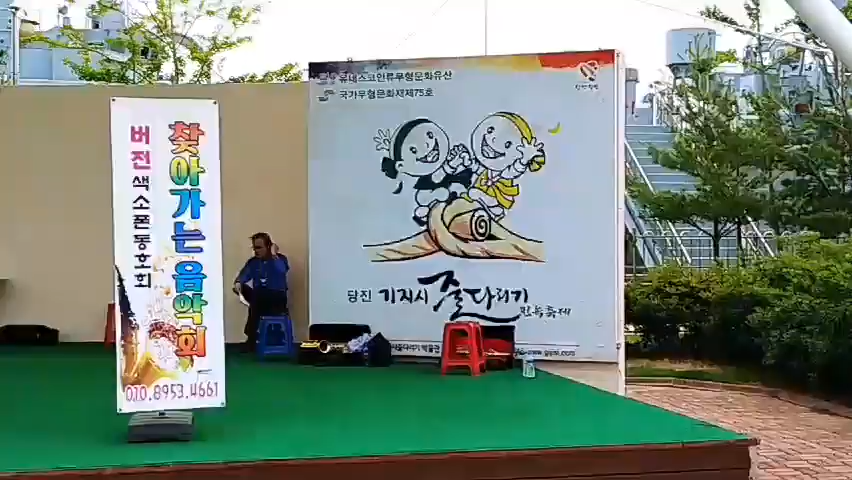 찾아가는 음악회
버전색소폰동호회
010.8953.4661
유네스코인류무형문화유산
국가무형문화재제75호
당진 기지시 줄다리기
민속축제